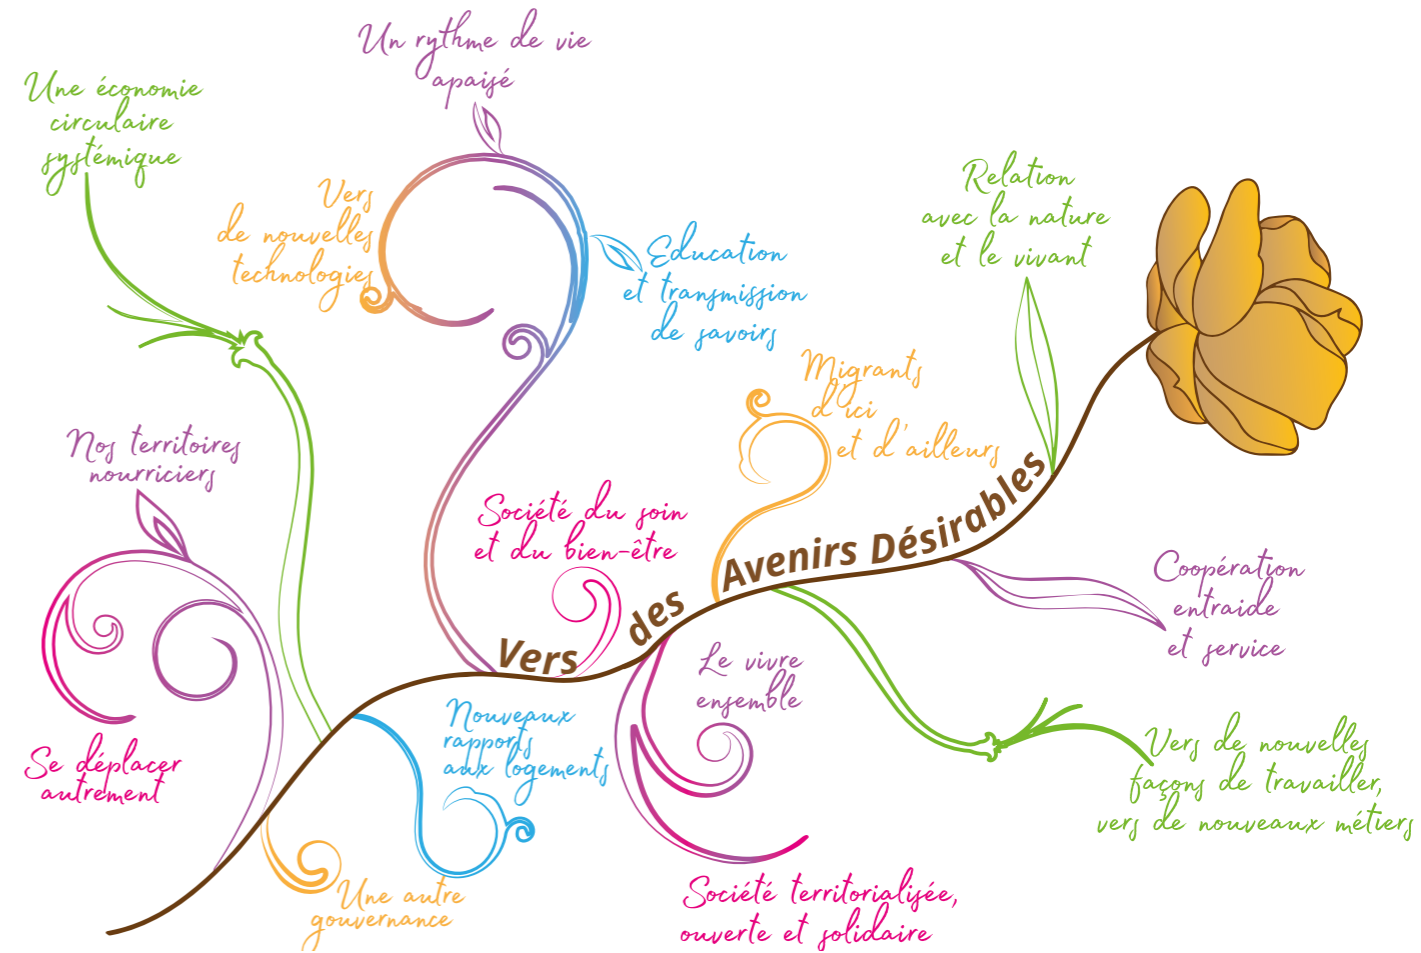 Un rythme de vie
apaisé
Une économie
circulaire
systémique
Vers
de nouvelles
technologies
Education
et transmission
de savoirs
Relation
avec la nature
et le vivant
Migrants
d'ici
et d'ailleurs
Nos territoires
nourriciers
Société du soin
et du bien-être
Vers des Avenirs Désirables
Coopération
entraide
et service
Le vivre
ensemble
Nouveaux
rapports
aux logements
Se déplacer
autrement
Vers de nouvelles
façons de travailler,
vers de nouveaux métiers
Une autre
gouvernance
Société territorialisée,
ouverte et solidaire